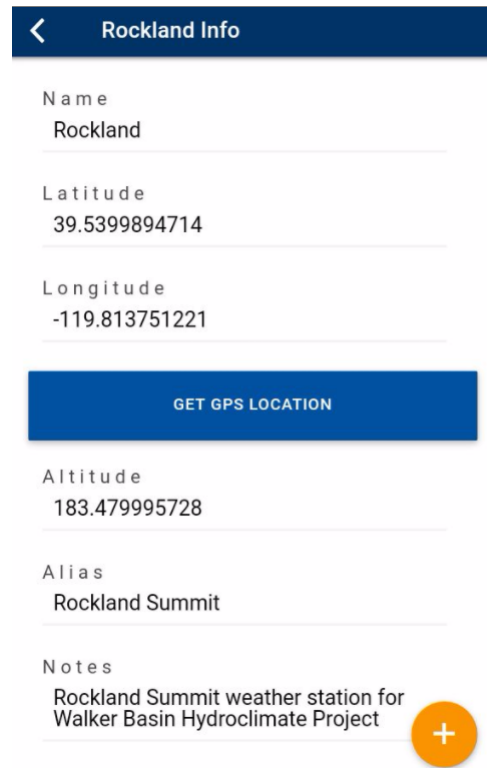 Rockland Info
Name
Rockland
Latitude
39.5399894714
Longitude
-119.813751221
GET GPS LOCATION
Altitude
183.479995728
Alias
Rockland Summit
Notes
Rockland Summit weather station for
Walker Basin Hydroclimate Project
+